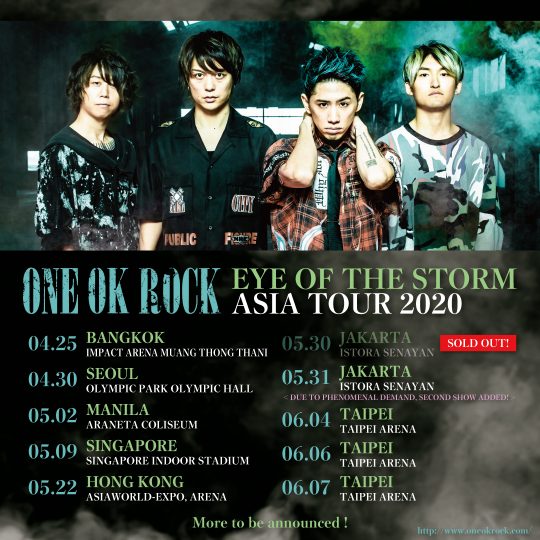 PUBLIC
ONE OK ROCK
EYE OF THE STORM
ASIA TOUR 2020
04.25 BANGKOK
IMPACT ARENA MUANG THONG THANI
04.30 SEOUL
OLYMPIC PARK OLYMPIC HALL
05.02 MANILA
ARANETA COLISEUM
05.09 SINGAPORE
SINGAPORE INDOOR STADIUM
05.22 HONG KONG
ASIAWORLD-EXPO, ARENA
05.30 JAKARTA
ISTORA SENAYAN
SOLD OUT!
05.31 JAKARTA
ISTORA SENAYAN
< DUE TO PHENOMENAL DEMAND, SECOND SHOW ADDED! >
06.04 TAIPEI
TAIPEI ARENA
06.06 TAIPEI
TAIPEI ARENA
06.07 TAIPEI
TAIPEI ARENA
More to be announced !
http://www.oneokrock.com/